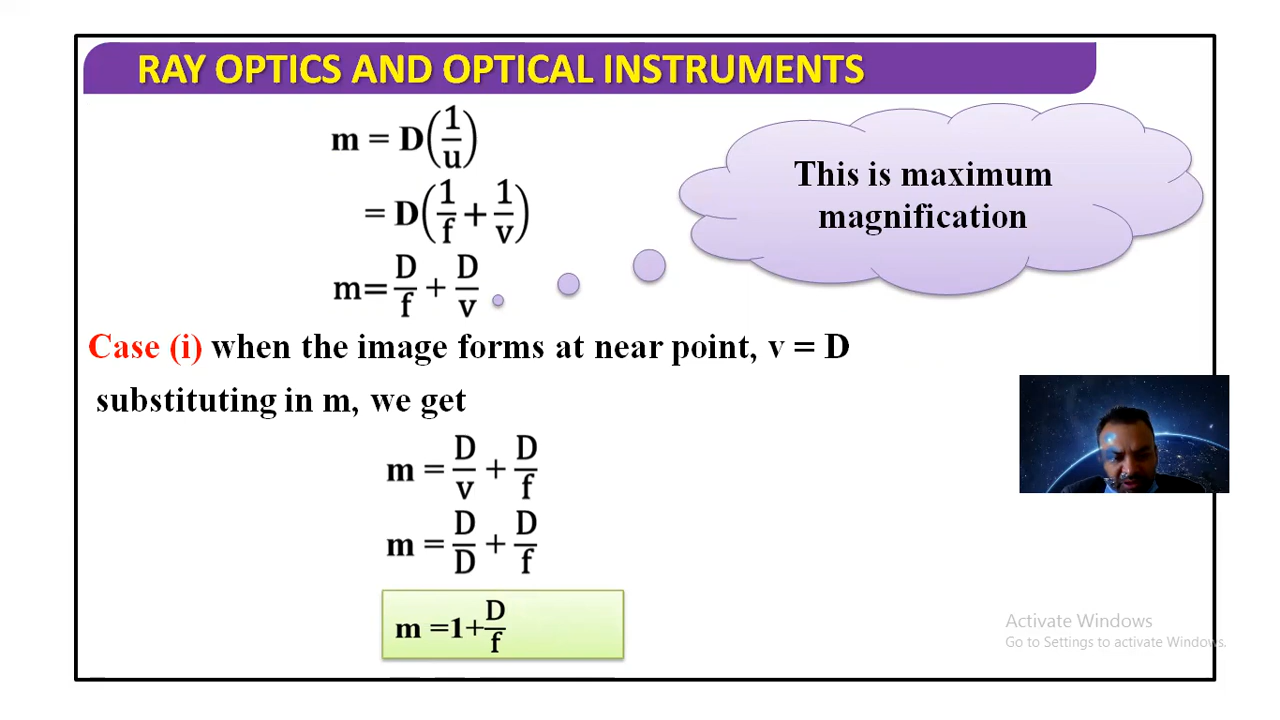 RAY OPTICS AND OPTICAL INSTRUMENTS
m = D(1/u)
= D(1/f + 1/v)
m= D/f + D/v
This is maximum
magnification
Case (i) when the image forms at near point, v = D
substituting in m, we get
m = D/v + D/f
m = D/D + D/f
m =1+ D/f
Activate Windows
Go to Settings to activate Windows.